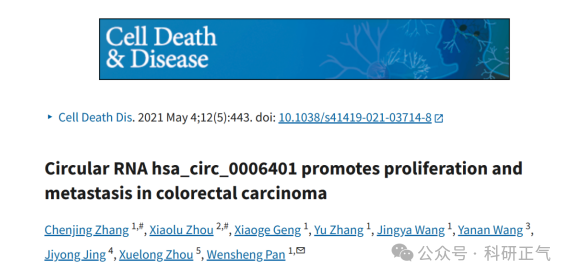 Cell Death
& Disease
Cell Death Dis. 2021 May 4;12(5):443. doi: 10.1038/s41419-021-03714-8
Circular RNA hsa_circ_0006401 promotes proliferation and
metastasis in colorectal carcinoma
Chenjing Zhang 1,#, Xiaolu Zhou 2,#, Xiaoge Geng 1, Yu Zhang 1, Jingya Wang 1, Yanan Wang 3,
Jiyong Jing 4, Xuelong Zhou 5, Wensheng Pan 1,✉
公众号 · 科研正气